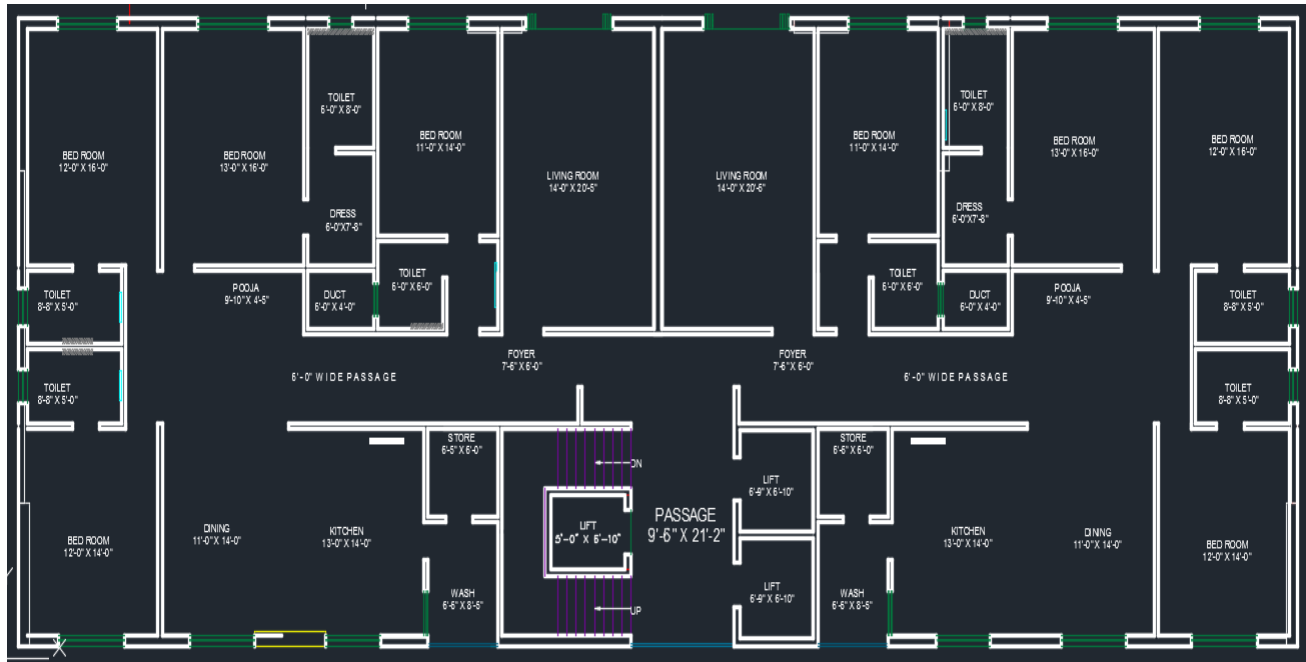 TOILET
6'-0" X 8'-0"
TOILET
6'-0" X 8'-0"
BED ROOM
11'-0" X 14'-0"
BED ROOM
11'-0" X 14'-0"
BED ROOM
12'-0" X 16'-0"
BED ROOM
13'-0" X 16'-0"
BED ROOM
13'-0" X 16'-0"
BED ROOM
12'-0" X 16'-0"
LIVING ROOM
14'-0" X 20'-5"
LIVING ROOM
14'-0" X 20'-6"
DRESS
6'-0"X7'-8"
DRESS
6'-0"X7'-8"
TOILET
6'-0" X 6'-0"
TOILET
6'-0" X 6'-0"
POOJA
9'-10" X 4'-5"
DUCT
6'-0" X 4'-0"
DUCT
6'-0" X 4'-0"
POOJA
9'-10" X 4'-5"
TOILET
8'-8" X 5'-0"
TOILET
8'-8" X 5'-0"
FOYER
7'-6" X 6'-0"
FOYER
7'-6" X 6'-0"
6'-0" WIDE PASSAGE
6'-0" WIDE PASSAGE
TOILET
8'-8" X 5'-0"
TOILET
8'-8" X 5'-0"
STORE
6'-5" X 6'-0"
STORE
6'-6" X 6'-0"
DN
LIFT
6'-9" X 6'-10"
PASSAGE
9'-6" X 21'-2"
LIFT
5'-0" X 5'-10"
DINING
11'-0" X 14'-0"
KITCHEN
13'-0" X 14'-0"
KITCHEN
13'-0" X 14'-0"
DINING
11'-0" X 14'-0"
BED ROOM
12'-0" X 14'-0"
BED ROOM
12'-0" X 14'-0"
WASH
6'-6" X 8'-5"
UP
LIFT
6'-9" X 6'-10"
WASH
6'-6" X 8'-5"
X